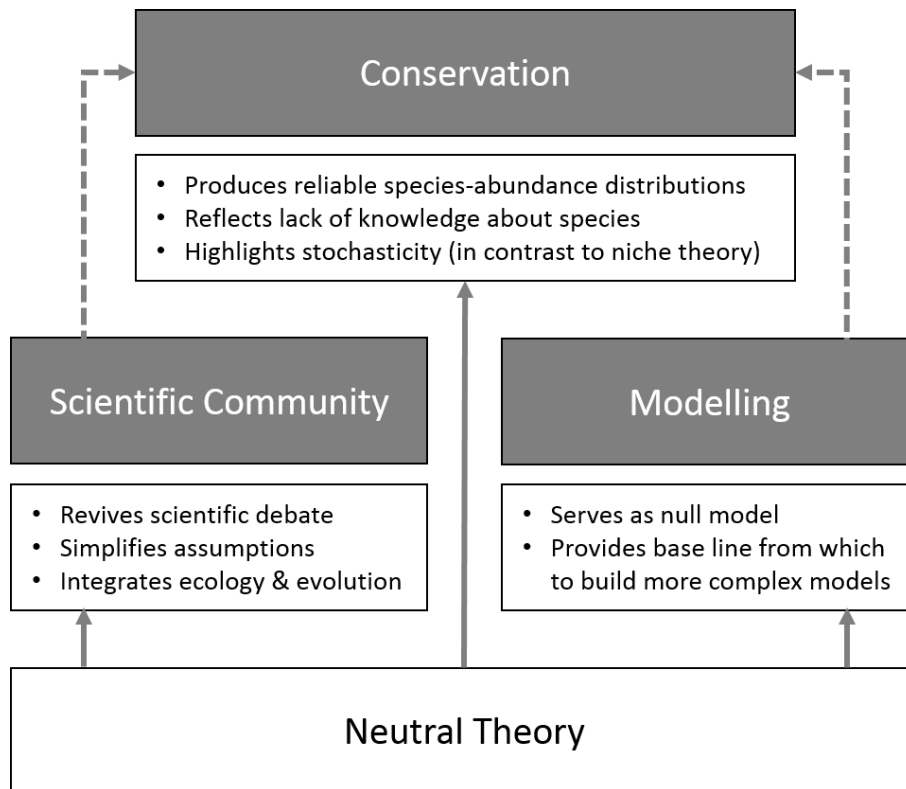 Conservation
• Produces reliable species-abundance distributions
• Reflects lack of knowledge about species
• Highlights stochasticity (in contrast to niche theory)
Scientific Community
• Revives scientific debate
• Simplifies assumptions
• Integrates ecology & evolution
Modelling
• Serves as null model
• Provides base line from which
to build more complex models
Neutral Theory